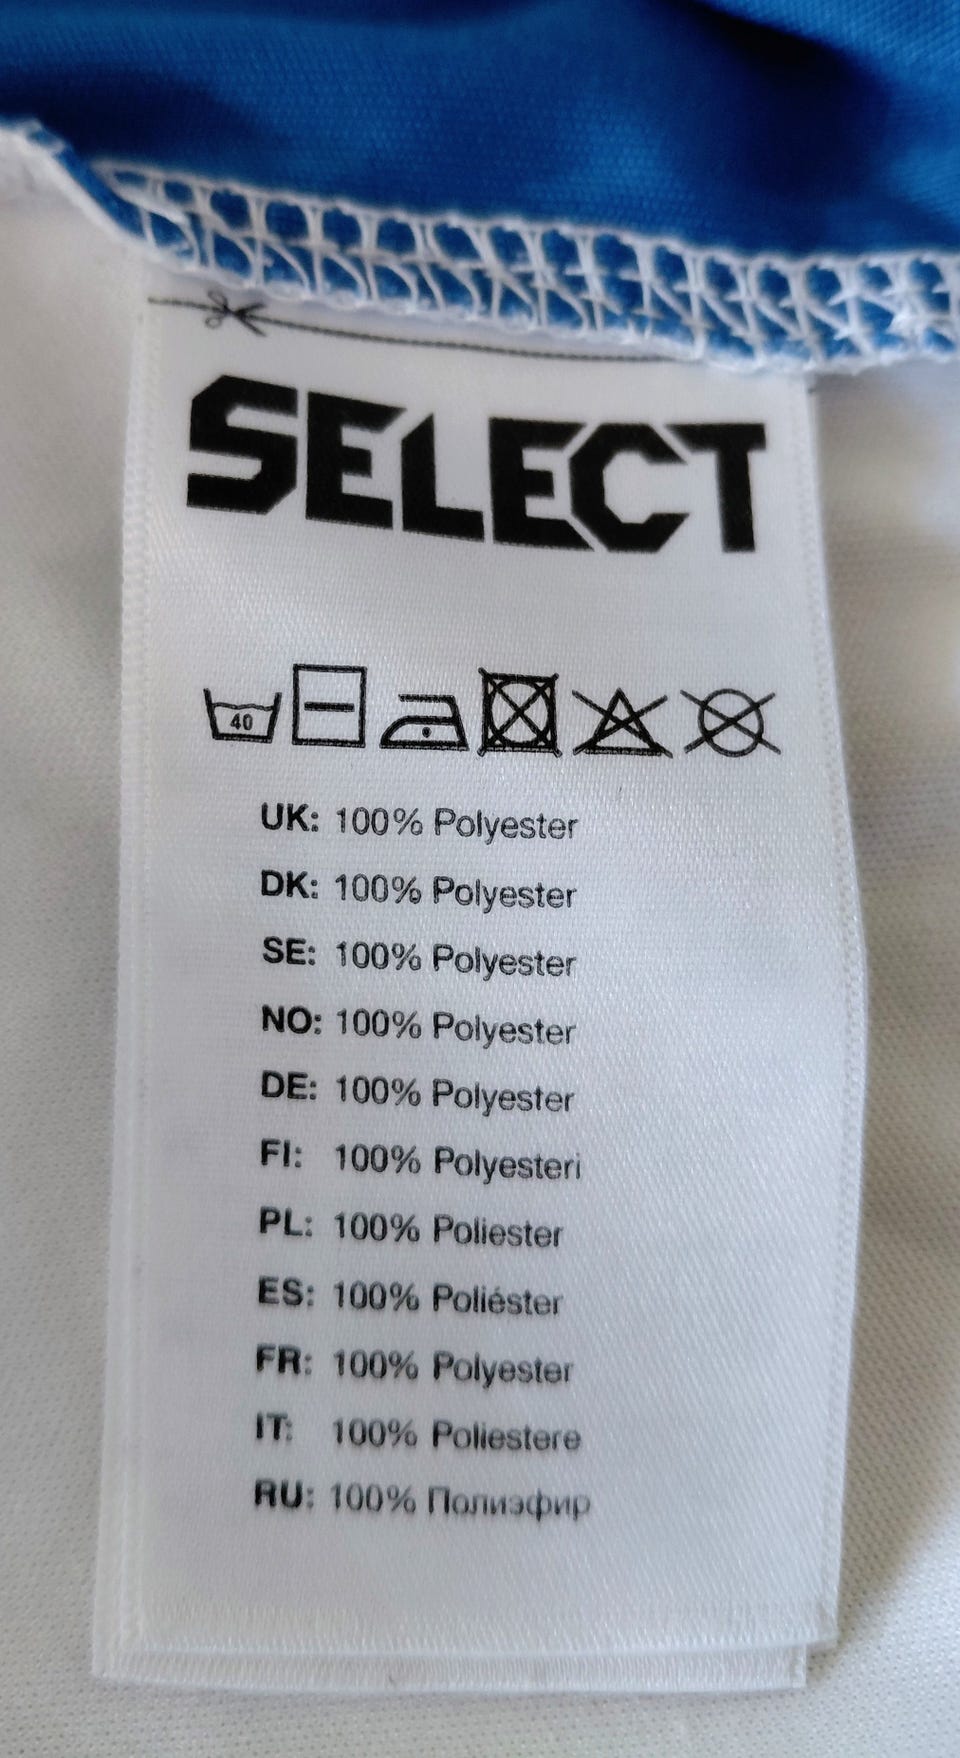 SELECT
40
UK: 100% Polyester
DK: 100% Polyester
SE: 100% Polyester
NO: 100% Polyester
DE: 100% Polyester
FI: 100% Polyesteri
PL: 100% Poliester
ES: 100% Poliéster
FR: 100% Polyester
IT: 100% Poliestere
RU: 100% Полиэфир